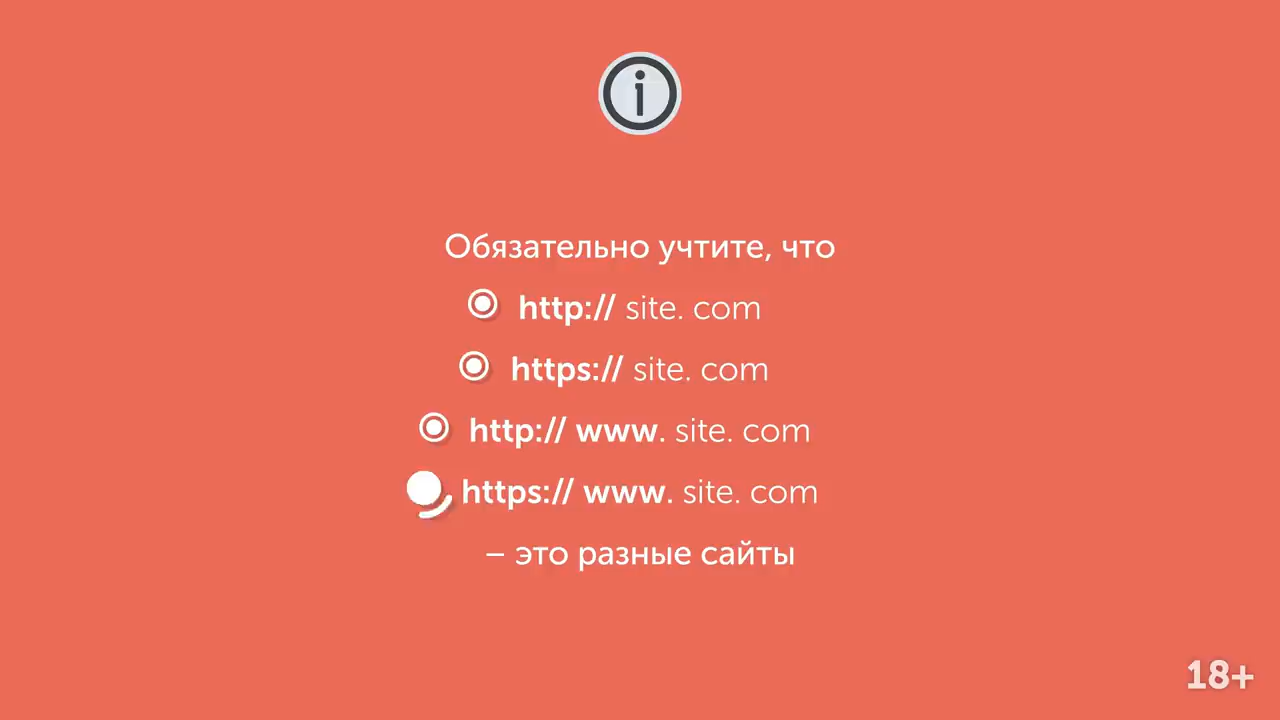 i
Обязательно учтите, что
http:// site. com
https:// site. com
http:// www. site. com
https:// www. site. com
– это разные сайты
18+